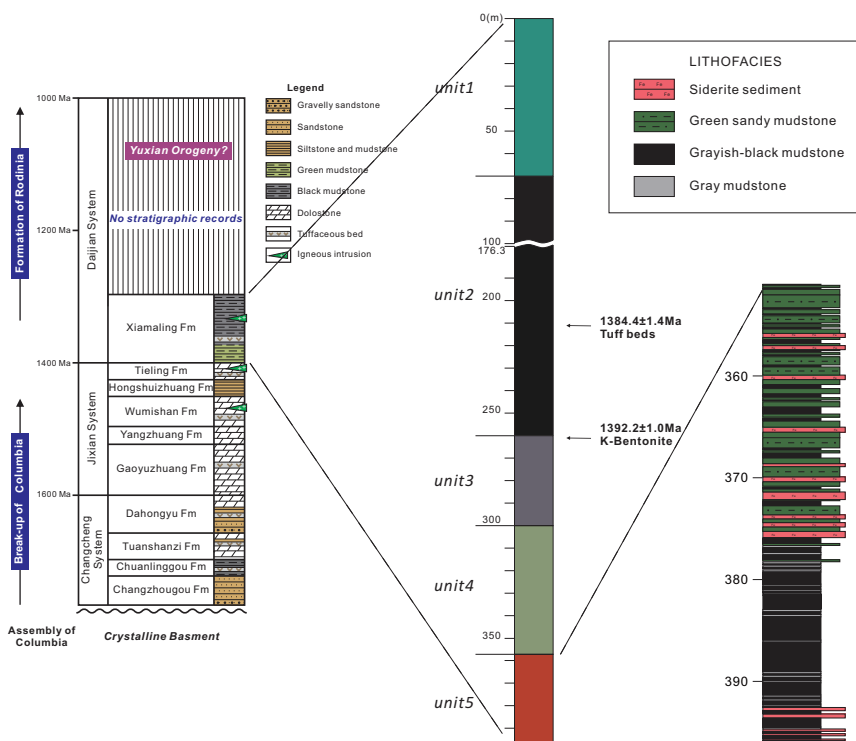 Formation of Rodinia
Break-up of Columbia
Assembly of
Columbia
1000 Ma
1200 Ma
1400 Ma
1600 Ma
Daijian System
Jixian System
Changcheng
System
Yuxian Orogeny?
No stratigraphic records
Xiamaling Fm
Tieling Fm
Hongshuizhuang Fm
Wumishan Fm
Yangzhuang Fm
Gaoyuzhuang Fm
Dahongyu Fm
Tuanshanzi Fm
Chuanlinggou Fm
Changzhougou Fm
Crystalline Basment
Legend
Gravelly sandstone
Sandstone
Siltstone and mudstone
Green mudstone
Black mudstone
Dolostone
Tuffaceous bed
Igneous intrusion
0(m)
50
100
176.3
200
250
300
350
unit1
unit2
unit3
unit4
unit5
1384.4±1.4Ma
Tuff beds
1392.2±1.0Ma
K-Bentonite
LITHOFACIES
Fe Fe
Fe Fe
Siderite sediment
Green sandy mudstone
Grayish-black mudstone
Gray mudstone
360
370
380
390